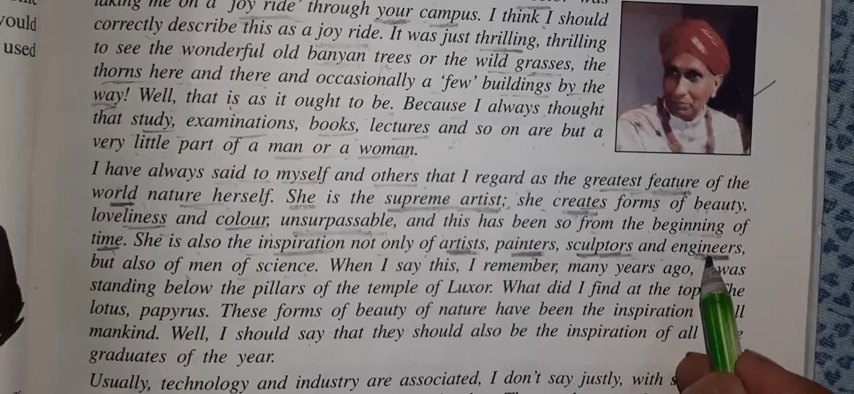 taking me on a 'joy ride' through your campus. I think I should
correctly describe this as a joy ride. It was just thrilling, thrilling
to see the wonderful old banyan trees or the wild grasses, the
thorns here and there and occasionally a 'few' buildings by the
way! Well, that is as it ought to be. Because I always thought
that study, examinations, books, lectures and so on are but a
very little part of a man or a woman.
I have always said to myself and others that I regard as the greatest feature of the
world nature herself. She is the supreme artist; she creates forms of beauty,
loveliness and colour, unsurpassable, and this has been so from the beginning of
time. She is also the inspiration not only of artists, painters, sculptors and engineers,
but also of men of science. When I say this, I remember, many years ago, was
standing below the pillars of the temple of Luxor. What did I find at the top
lotus, papyrus. These forms of beauty of nature have been the inspiration
mankind. Well, I should say that they should also be the inspiration of all
graduates of the year.
Usually, technology and industry are associated, I don't say justly, with
used